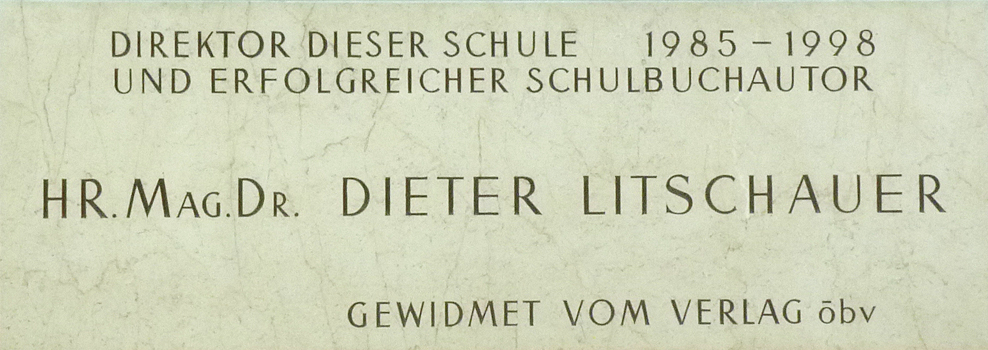 DIREKTOR DIESER SCHULE 1985 – 1998
UND ERFOLGREICHER SCHULBUCHAUTOR
HR. MAG. DR. DIETER LITSCHAUER
GEWIDMET VOM VERLAG öbv